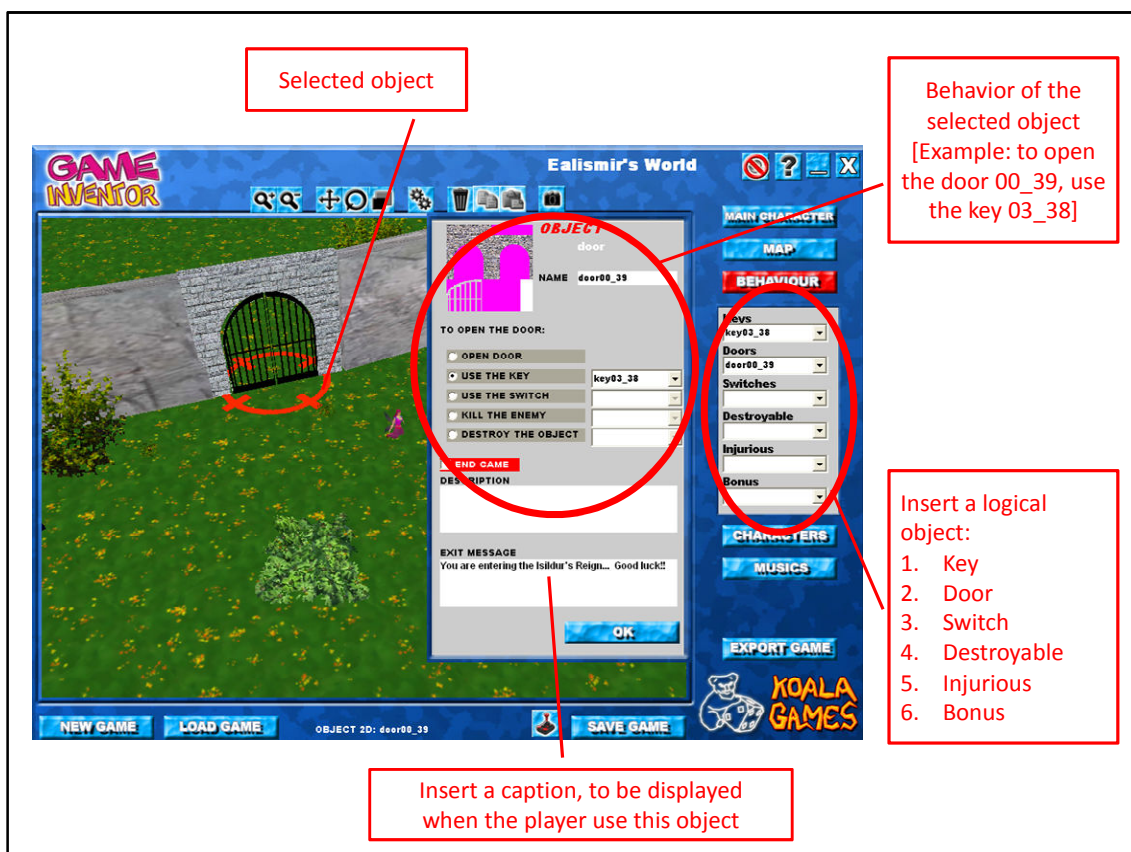 Selected object
Behavior of the
selected object
[Example: to open
the door 00_39, use
the key 03_38]
GAME
INVENTOR
Ealismir's World
?
X
OBJECT
door
NAME door00_39
TO OPEN THE DOOR:
OPEN DOOR
USE THE KEY key03_38
USE THE SWITCH
KILL THE ENEMY
DESTROY THE OBJECT
END GAME
DESCRIPTION
EXIT MESSAGE
You are entering the Isildur's Reign... Good luck!!
OK
MAIN CHARACTER
MAP
BEHAVIOUR
Keys
key03_38
Doors
door00_39
Switches
Destroyable
Injurious
Bonus
CHARACTERS
MUSICS
EXPORT GAME
KOALA
GAMES
NEW GAME
LOAD GAME
OBJECT 2D: door00_39
SAVE GAME
Insert a logical
object:
1. Key
2. Door
3. Switch
4. Destroyable
5. Injurious
6. Bonus
Insert a caption, to be displayed
when the player use this object